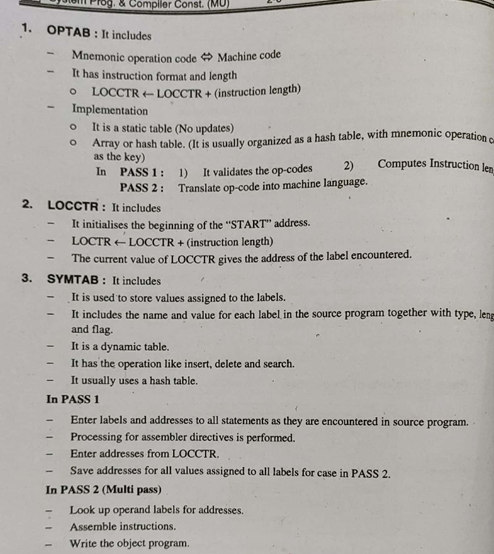 System Prog. & Compiler Const. (MU)
1. OPTAB : It includes
– Mnemonic operation code ⇔ Machine code
– It has instruction format and length
o LOCCTR ← LOCCTR + (instruction length)
– Implementation
o It is a static table (No updates)
o Array or hash table. (It is usually organized as a hash table, with mnemonic operation
as the key)
In PASS 1 : 1) It validates the op-codes 2) Computes Instruction
PASS 2 : Translate op-code into machine language.
2. LOCCTR : It includes
– It initialises the beginning of the “START” address.
– LOCTR ← LOCCTR + (instruction length)
– The current value of LOCCTR gives the address of the label encountered.
3. SYMTAB : It includes
– It is used to store values assigned to the labels.
– It includes the name and value for each label in the source program together with type, leng
and flag.
– It is a dynamic table.
– It has the operation like insert, delete and search.
– It usually uses a hash table.
In PASS 1
– Enter labels and addresses to all statements as they are encountered in source program.
– Processing for assembler directives is performed.
– Enter addresses from LOCCTR.
– Save addresses for all values assigned to all labels for case in PASS 2.
In PASS 2 (Multi pass)
– Look up operand labels for addresses.
– Assemble instructions.
– Write the object program.